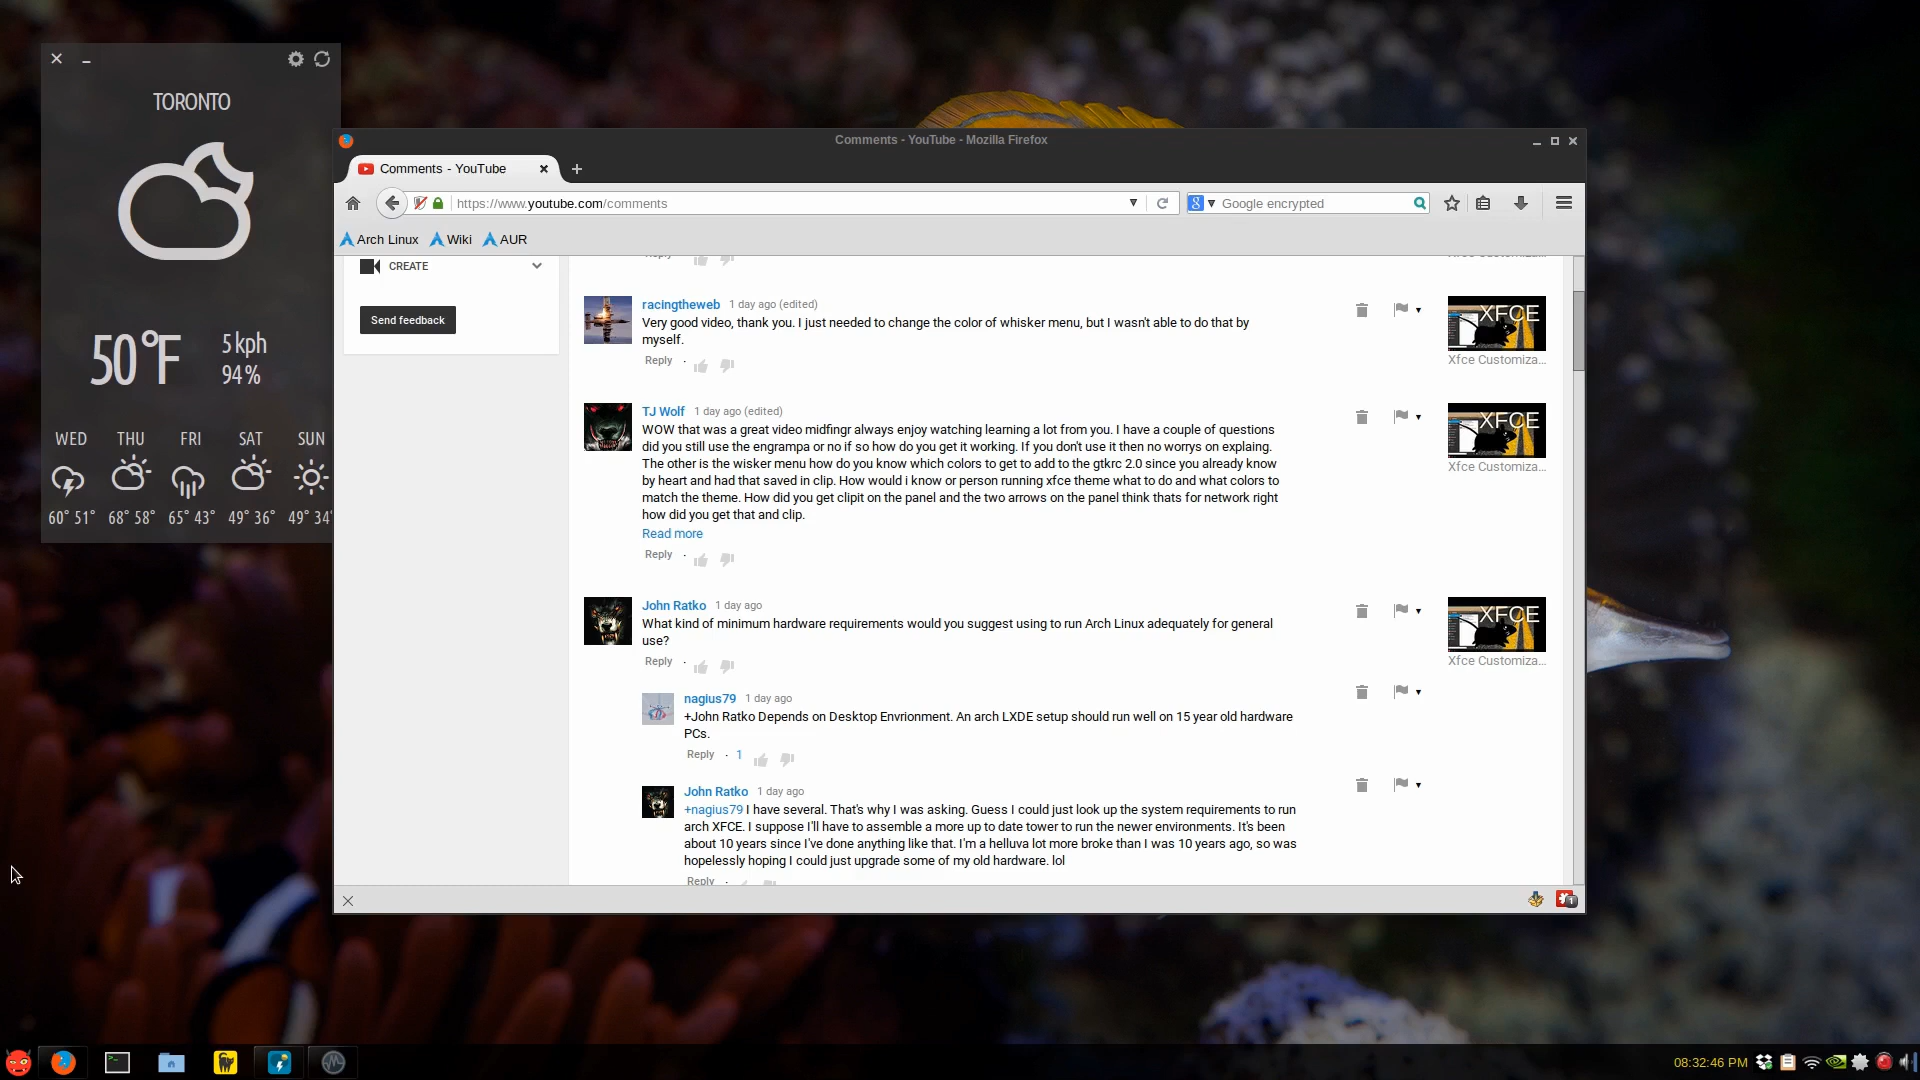 TORONTO
50°F
5 kph
94%
WED THU FRI SAT SUN
60° 51° 68° 58° 65° 43° 49° 36° 49° 34°
Comments - YouTube - Mozilla Firefox
Comments - YouTube
https://www.youtube.com/comments
8
Google encrypted
Arch Linux Wiki AUR
CREATE
Send feedback
Reply
Xfce Customiza...
racingtheweb 1 day ago (edited)
Very good video, thank you. I just needed to change the color of whisker menu, but I wasn't able to do that by
myself.
Reply ·
XFCE
Xfce Customiza...
TJ Wolf 1 day ago (edited)
WOW that was a great video midfingr always enjoy watching learning a lot from you. I have a couple of questions
did you still use the engrampa or no if so how do you get it working. If you don't use it then no worrys on explaing.
The other is the wisker menu how do you know which colors to get to add to the gtkrc 2.0 since you already know
by heart and had that saved in clip. How would i know or person running xfce theme what to do and what colors to
match the theme. How did you get clipit on the panel and the two arrows on the panel think thats for network right
how did you get that and clip.
Read more
Reply ·
XFCE
Xfce Customiza...
John Ratko 1 day ago
What kind of minimum hardware requirements would you suggest using to run Arch Linux adequately for general
use?
Reply ·
XFCE
Xfce Customiza...
nagius79 1 day ago
+John Ratko Depends on Desktop Envrionment. An arch LXDE setup should run well on 15 year old hardware
PCs.
Reply · 1
John Ratko 1 day ago
+nagius79 I have several. That's why I was asking. Guess I could just look up the system requirements to run
arch XFCE. I suppose I'll have to assemble a more up to date tower to run the newer environments. It's been
about 10 years since I've done anything like that. I'm a helluva lot more broke than I was 10 years ago, so was
hopelessly hoping I could just upgrade some of my old hardware. lol
Reply ·
1
08:32:46 PM